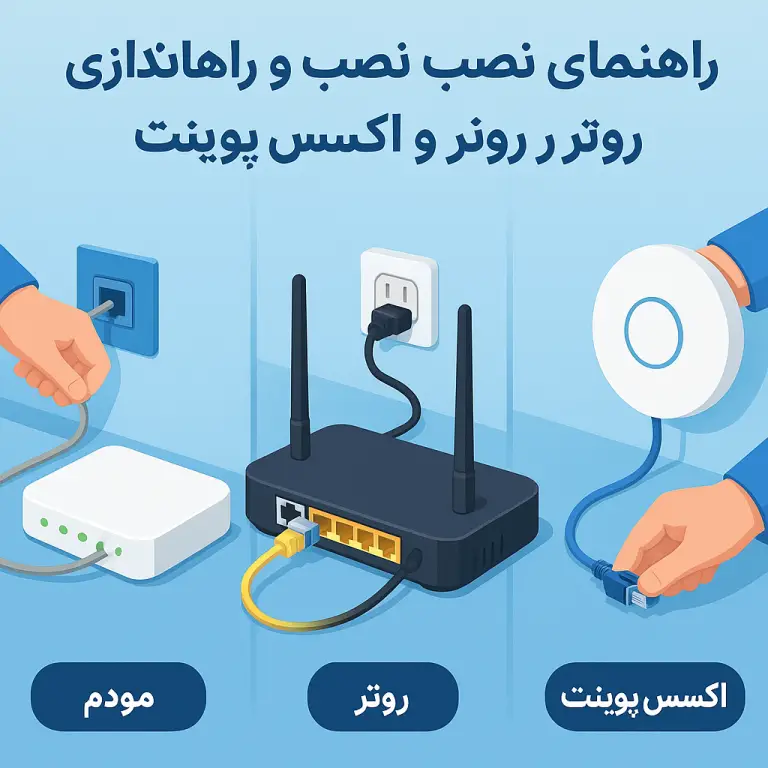 راهنمای نصب نصب و راهاندازی
روتر ر رونر و اکسس پوینت
مودم
روتر
اکسس پوینت